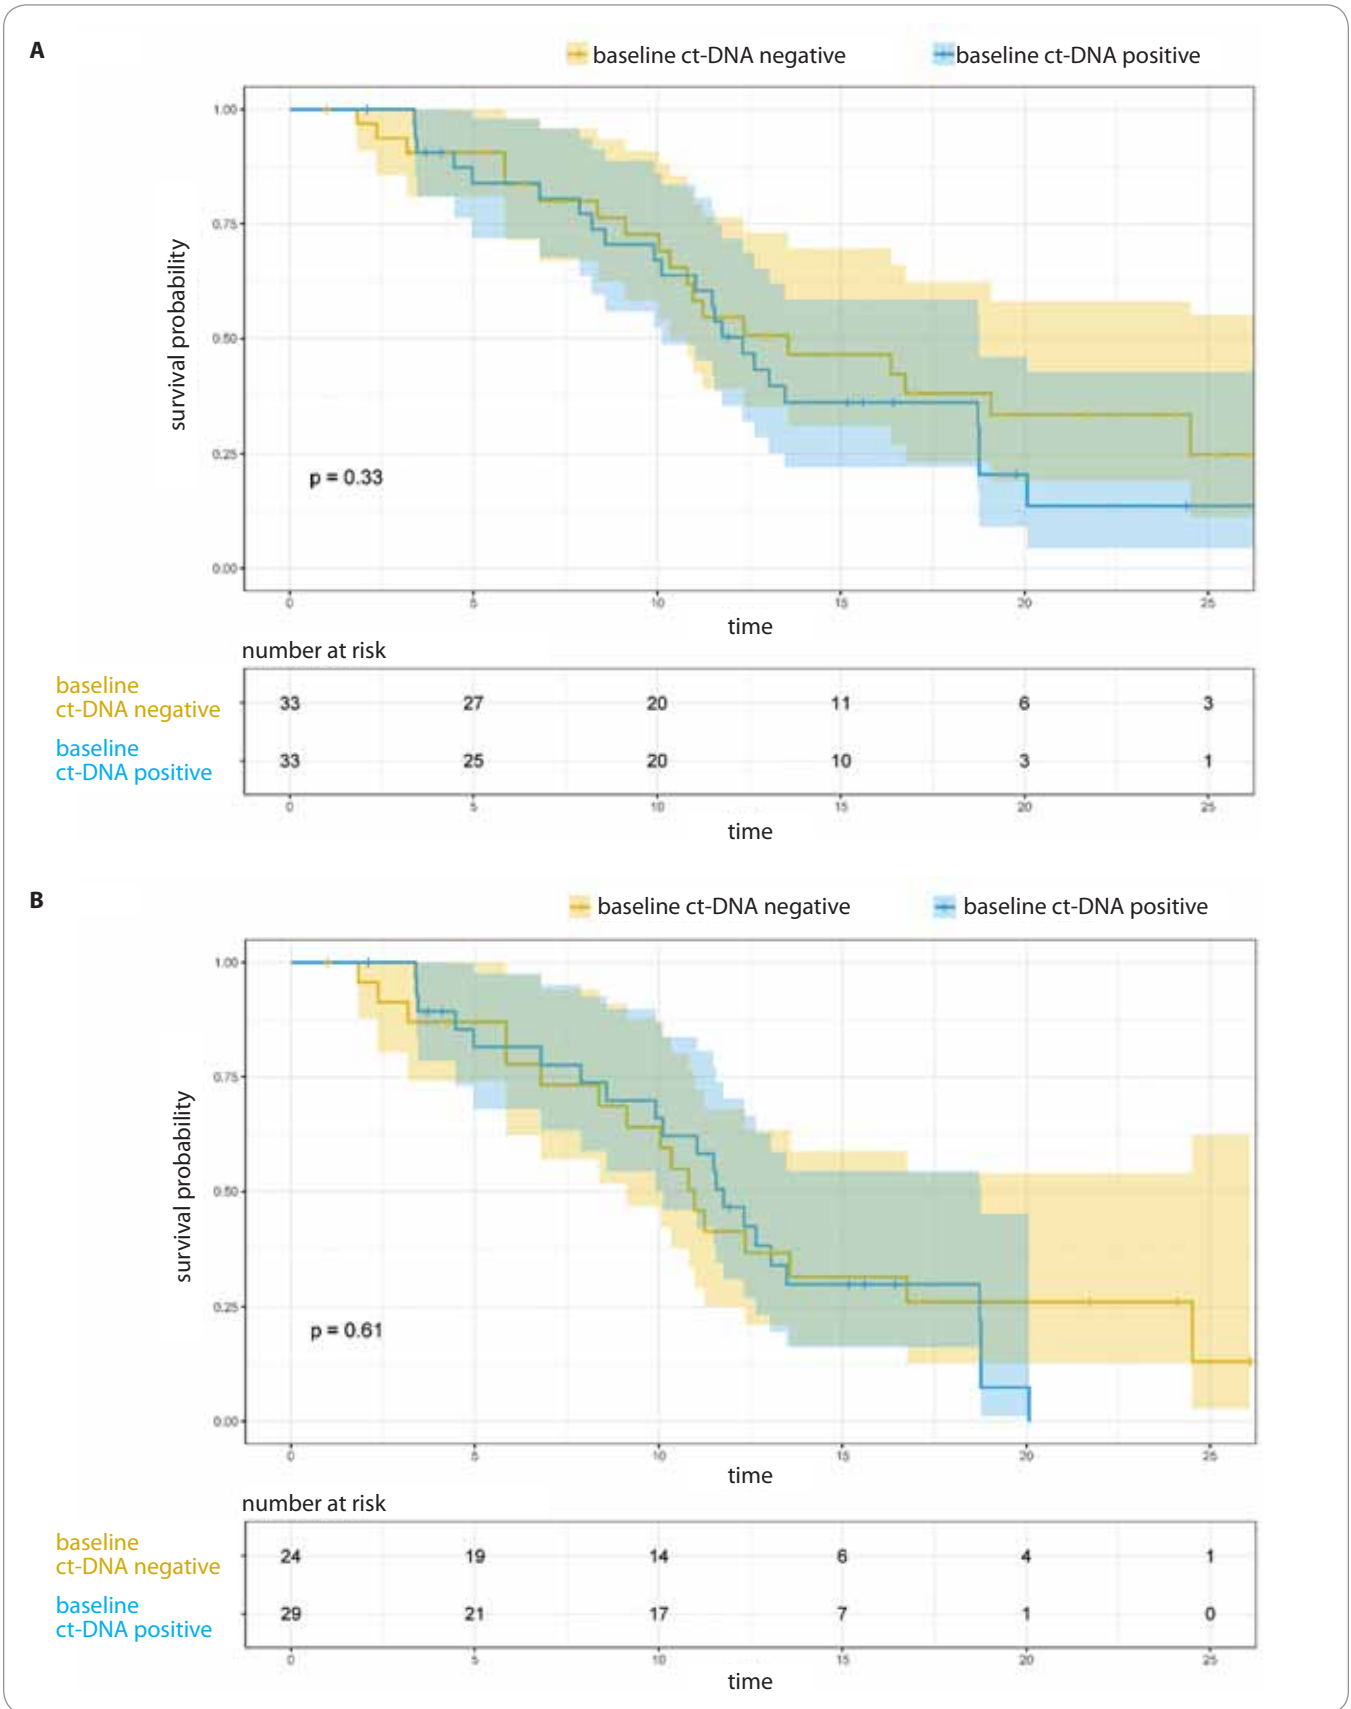 A
baseline ct-DNA negative baseline ct-DNA positive
1.00
0.75
0.50
0.25
0.00
survival probability
p = 0.33
0 5 10 15 20 25
time
number at risk
baseline
ct-DNA negative
33 27 20 11 6 3
baseline
ct-DNA positive
33 25 20 10 3 1
0 5 10 15 20 25
time
B
baseline ct-DNA negative baseline ct-DNA positive
1.00
0.75
0.50
0.25
0.00
survival probability
p = 0.61
0 5 10 15 20 25
time
number at risk
baseline
ct-DNA negative
24 19 14 6 4 1
baseline
ct-DNA positive
29 21 17 7 1 0
0 5 10 15 20 25
time